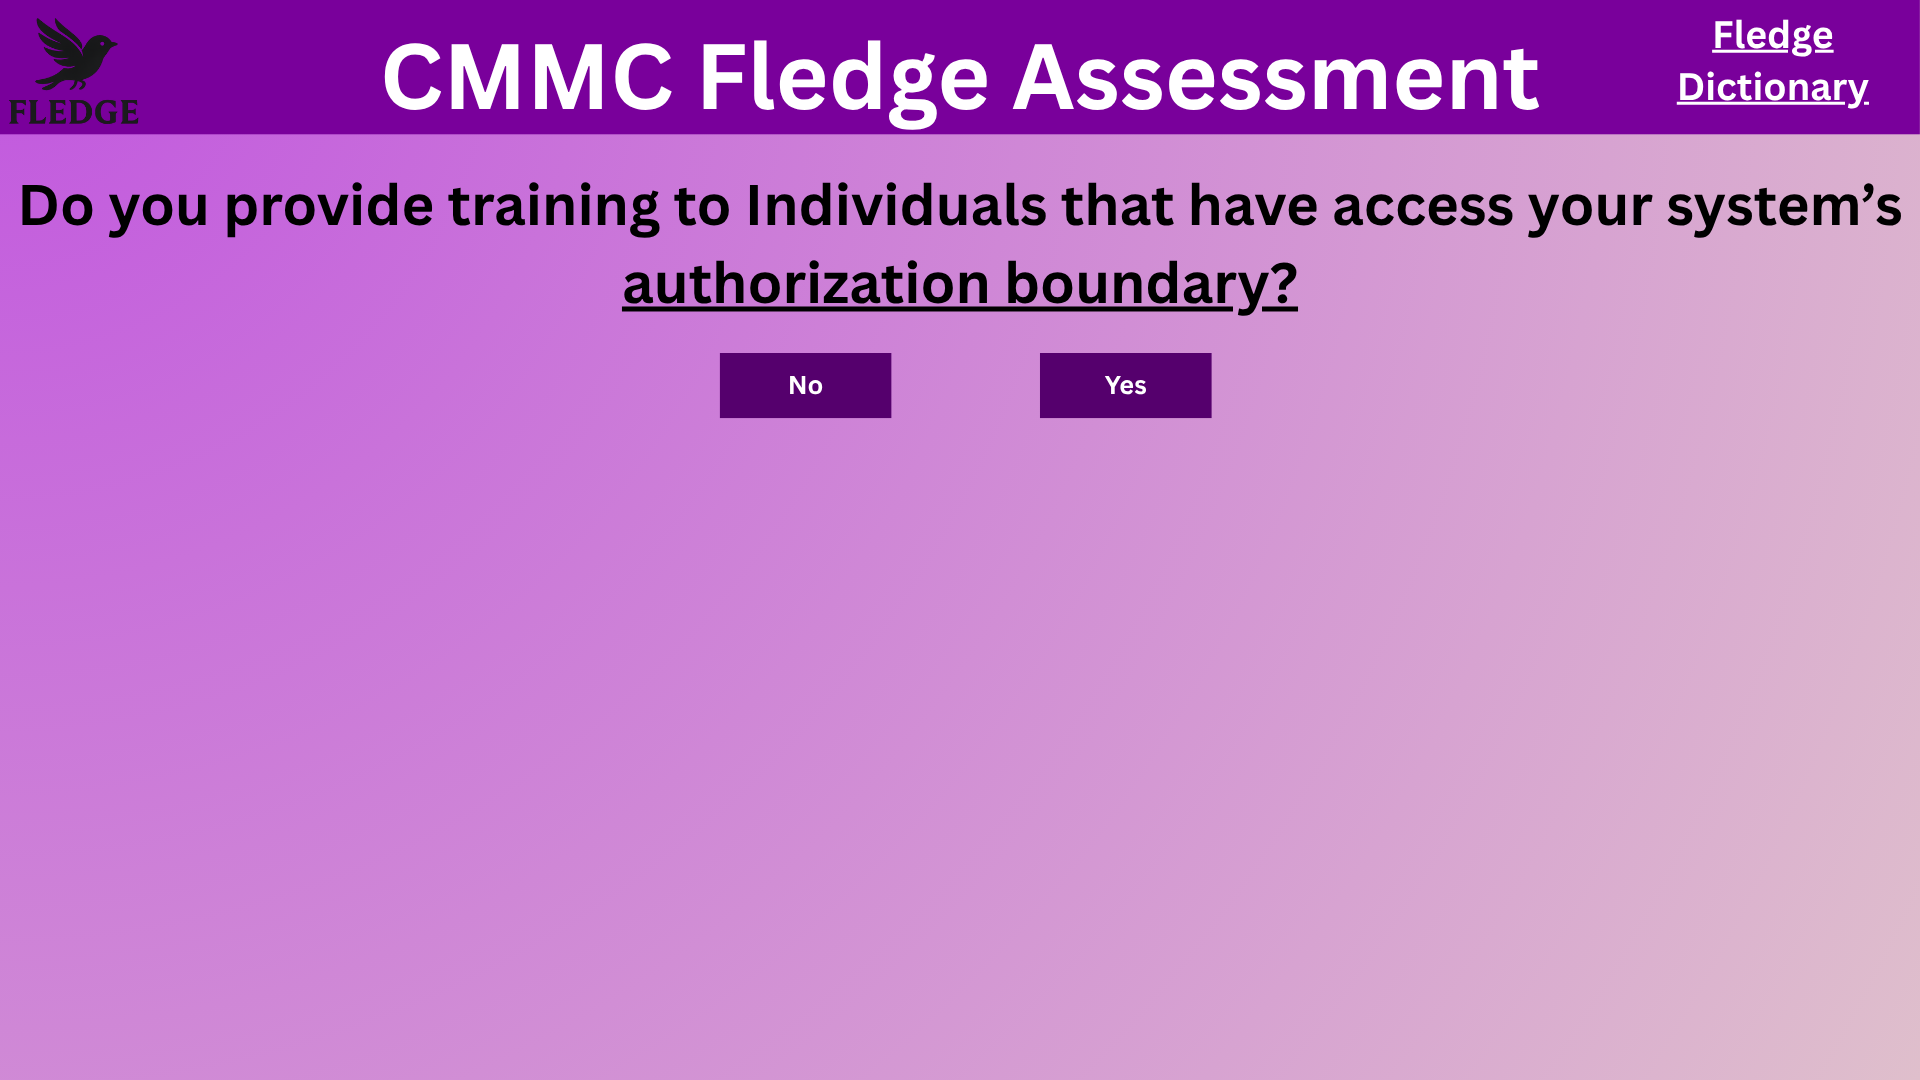 FLEDGE
CMMC Fledge Assessment
Fledge
Dictionary
Do you provide training to Individuals that have access your system’s
authorization boundary?
No
Yes